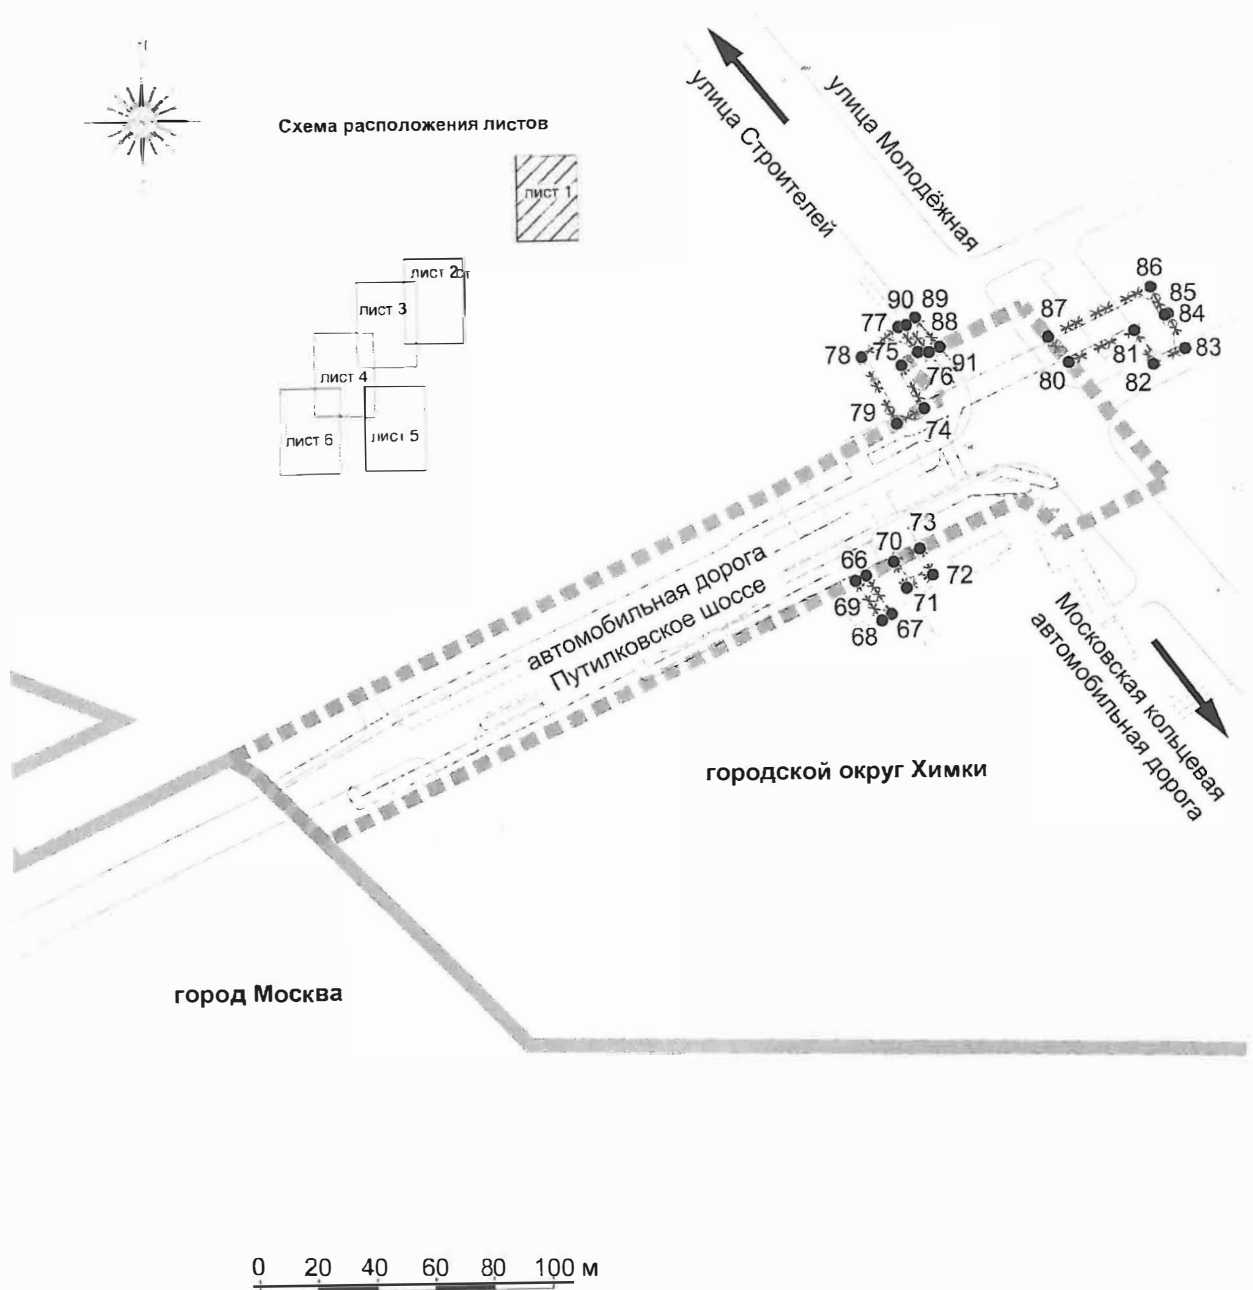 Схема расположения листов
лист 1
лист 2
лист 3
лист 4
лист 6
лист 5
улица Строителей
улица Молодёжная
86
85
84
83
87
81
82
80
90
89
77
88
78
75
76
91
79
74
73
70
66
72
69
71
67
68
автомобильная дорога
Путилковское шоссе
Московская кольцевая
автомобильная дорога
городской округ Химки
город Москва
0 20 40 60 80 100 м